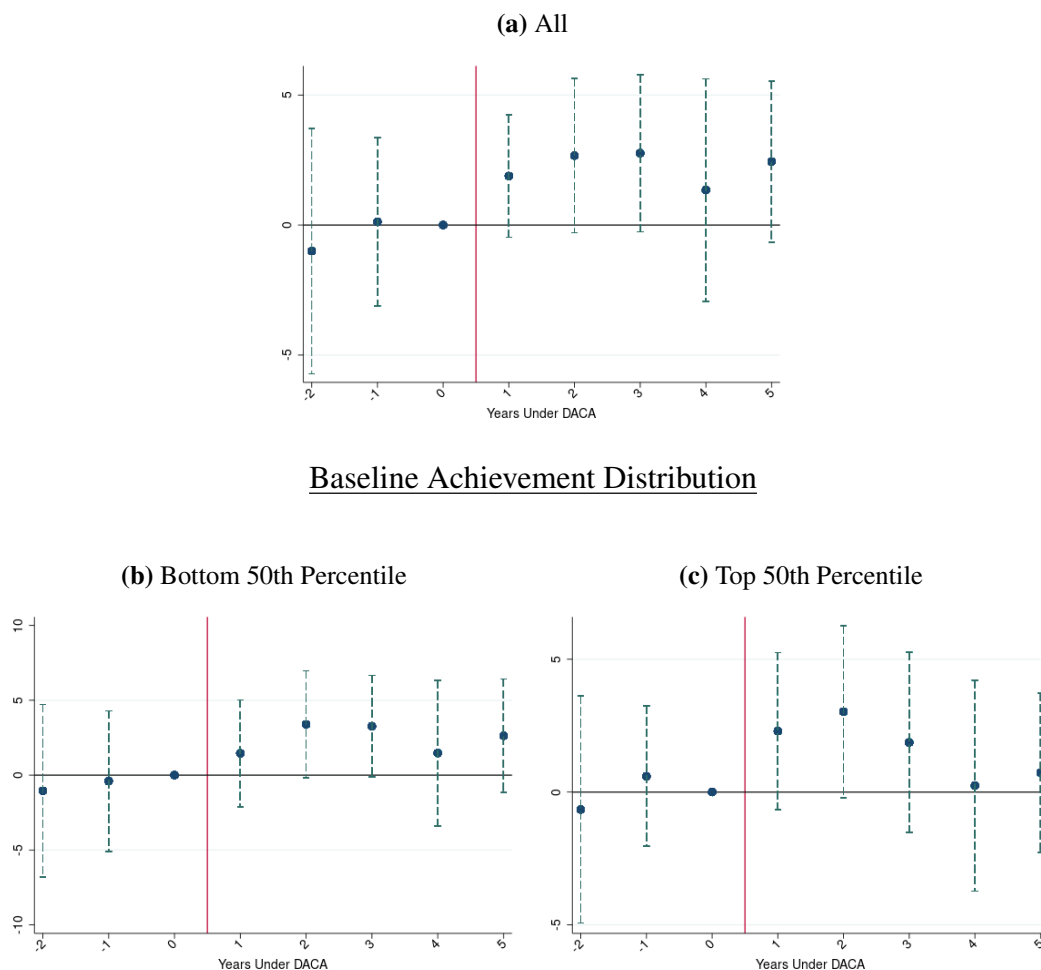 (a) All
5
0
-5
-2 -1 0 1 2 3 4 5
Years Under DACA
Baseline Achievement Distribution
(b) Bottom 50th Percentile
10
5
0
-5
-10
-2 -1 0 1 2 3 4 5
Years Under DACA
(c) Top 50th Percentile
5
0
-5
-2 -1 0 1 2 3 4 5
Years Under DACA